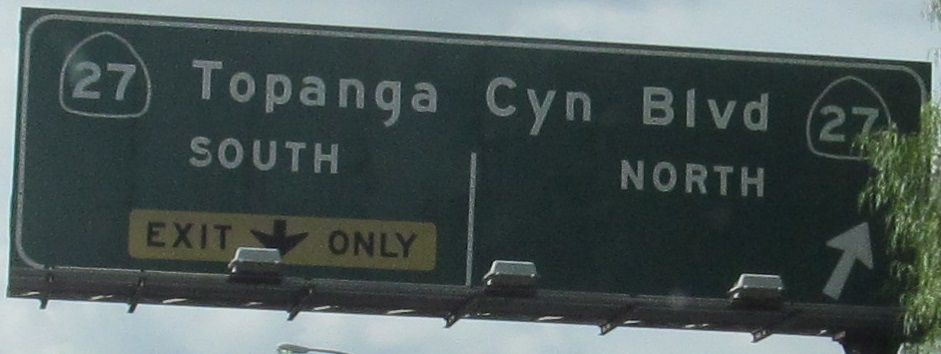 27 Topanga Cyn Blvd 27
SOUTH NORTH
EXIT ONLY